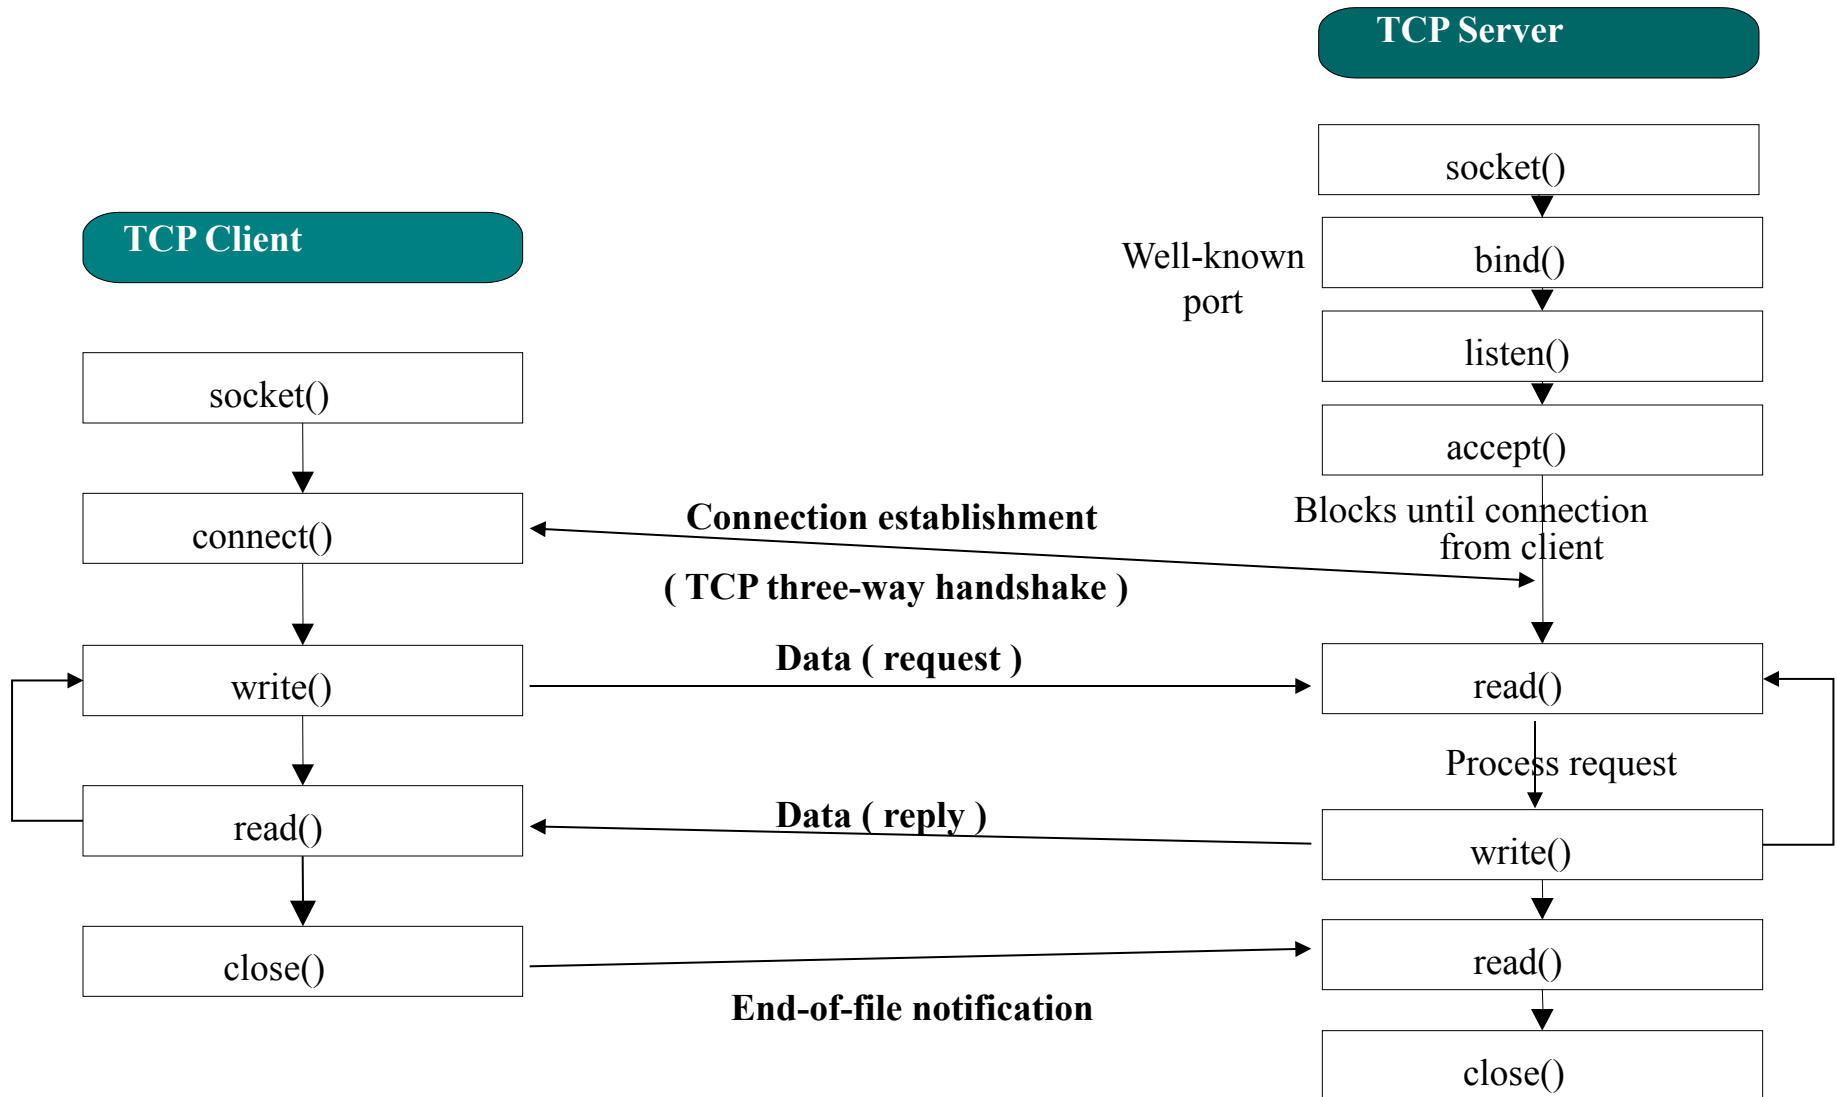 TCP Server
socket()
TCP Client
Well-known
port
bind()
listen()
socket()
accept()
Connection establishment
Blocks until connection
from client
connect()
( TCP three-way handshake )
Data ( request )
write()
read()
Process request
Data ( reply )
read()
write()
close()
read()
End-of-file notification
close()